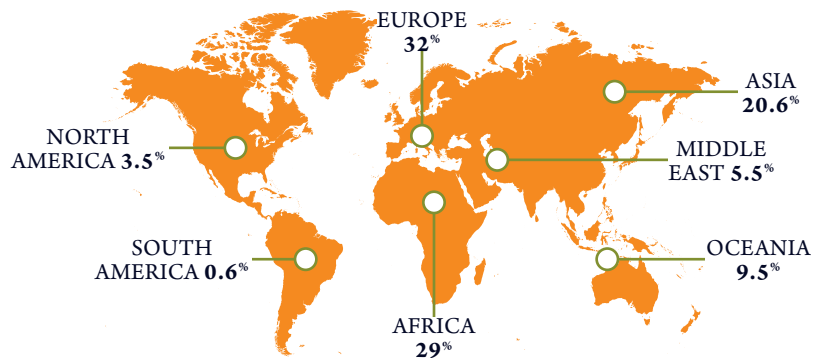 EUROPE
32%
ASIA
20.6%
NORTH
AMERICA 3.5%
MIDDLE
EAST 5.5%
SOUTH
AMERICA 0.6%
OCEANIA
9.5%
AFRICA
29%